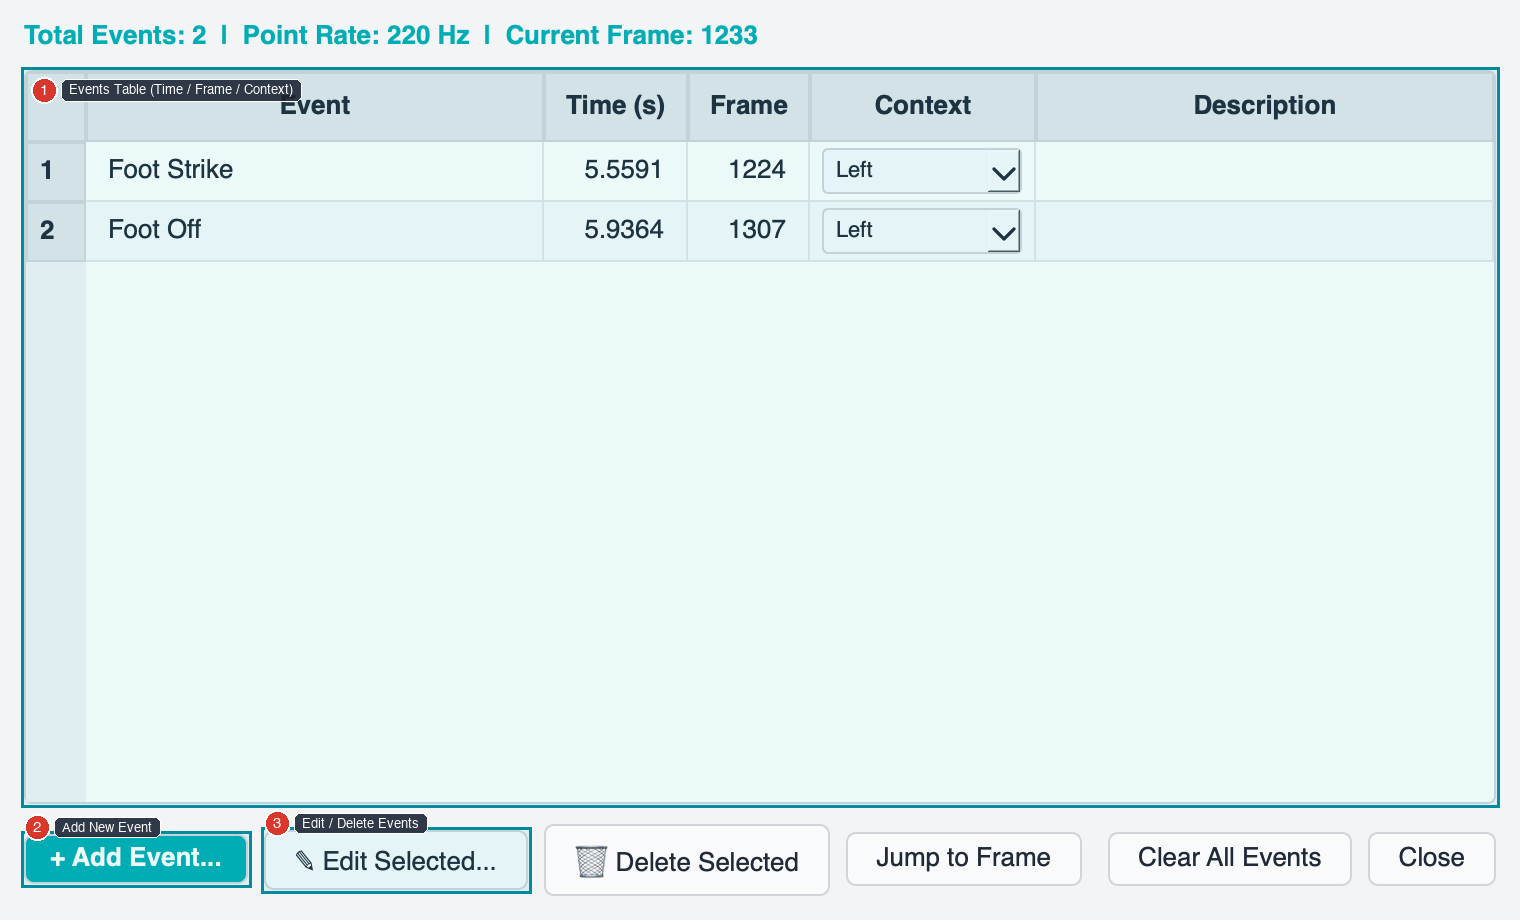 Total Events: 2 | Point Rate: 220 Hz | Current Frame: 1233
1 Events Table (Time / Frame / Context)
Event Time (s) Frame Context Description
1 Foot Strike 5.5591 1224 Left
2 Foot Off 5.9364 1307 Left
2 Add New Event 3 Edit / Delete Events
+ Add Event... ✎ Edit Selected... 🗑 Delete Selected Jump to Frame Clear All Events Close